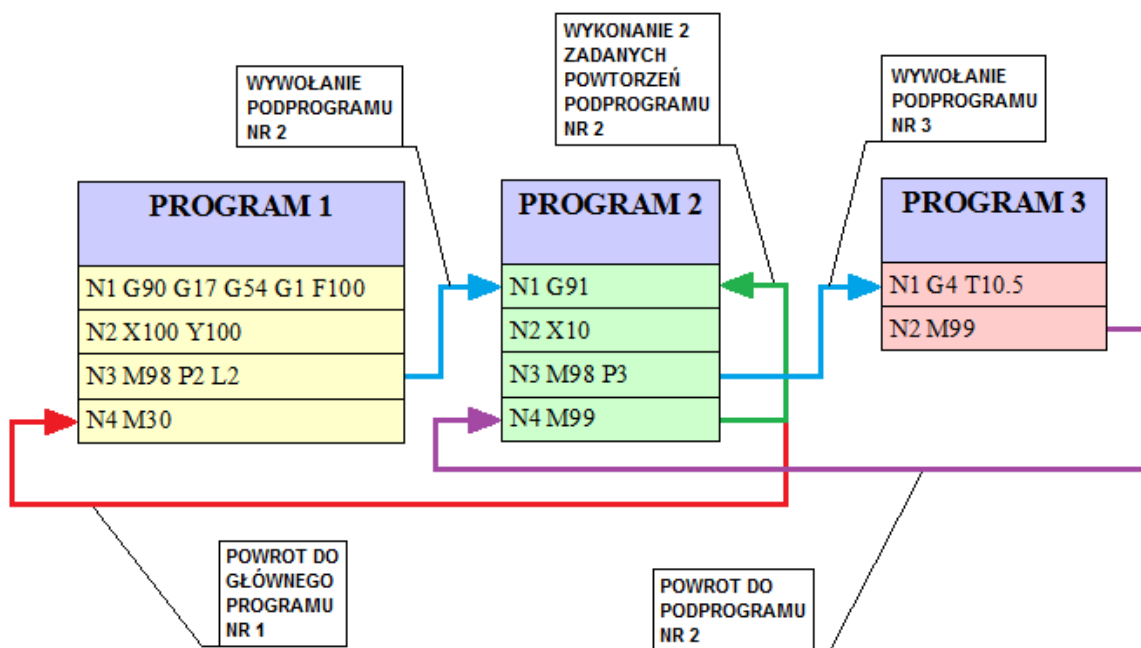 WYWOŁANIE
PODPROGRAMU
NR 2
WYKONANIE 2
ZADANYCH
POWTORZEŃ
PODPROGRAMU
NR 2
WYWOŁANIE
PODPROGRAMU
NR 3
PROGRAM 1
N1 G90 G17 G54 G1 F100
N2 X100 Y100
N3 M98 P2 L2
N4 M30
PROGRAM 2
N1 G91
N2 X10
N3 M98 P3
N4 M99
PROGRAM 3
N1 G4 T10.5
N2 M99
POWROT DO
GŁÓWNEGO
PROGRAMU
NR 1
POWROT DO
PODPROGRAMU
NR 2